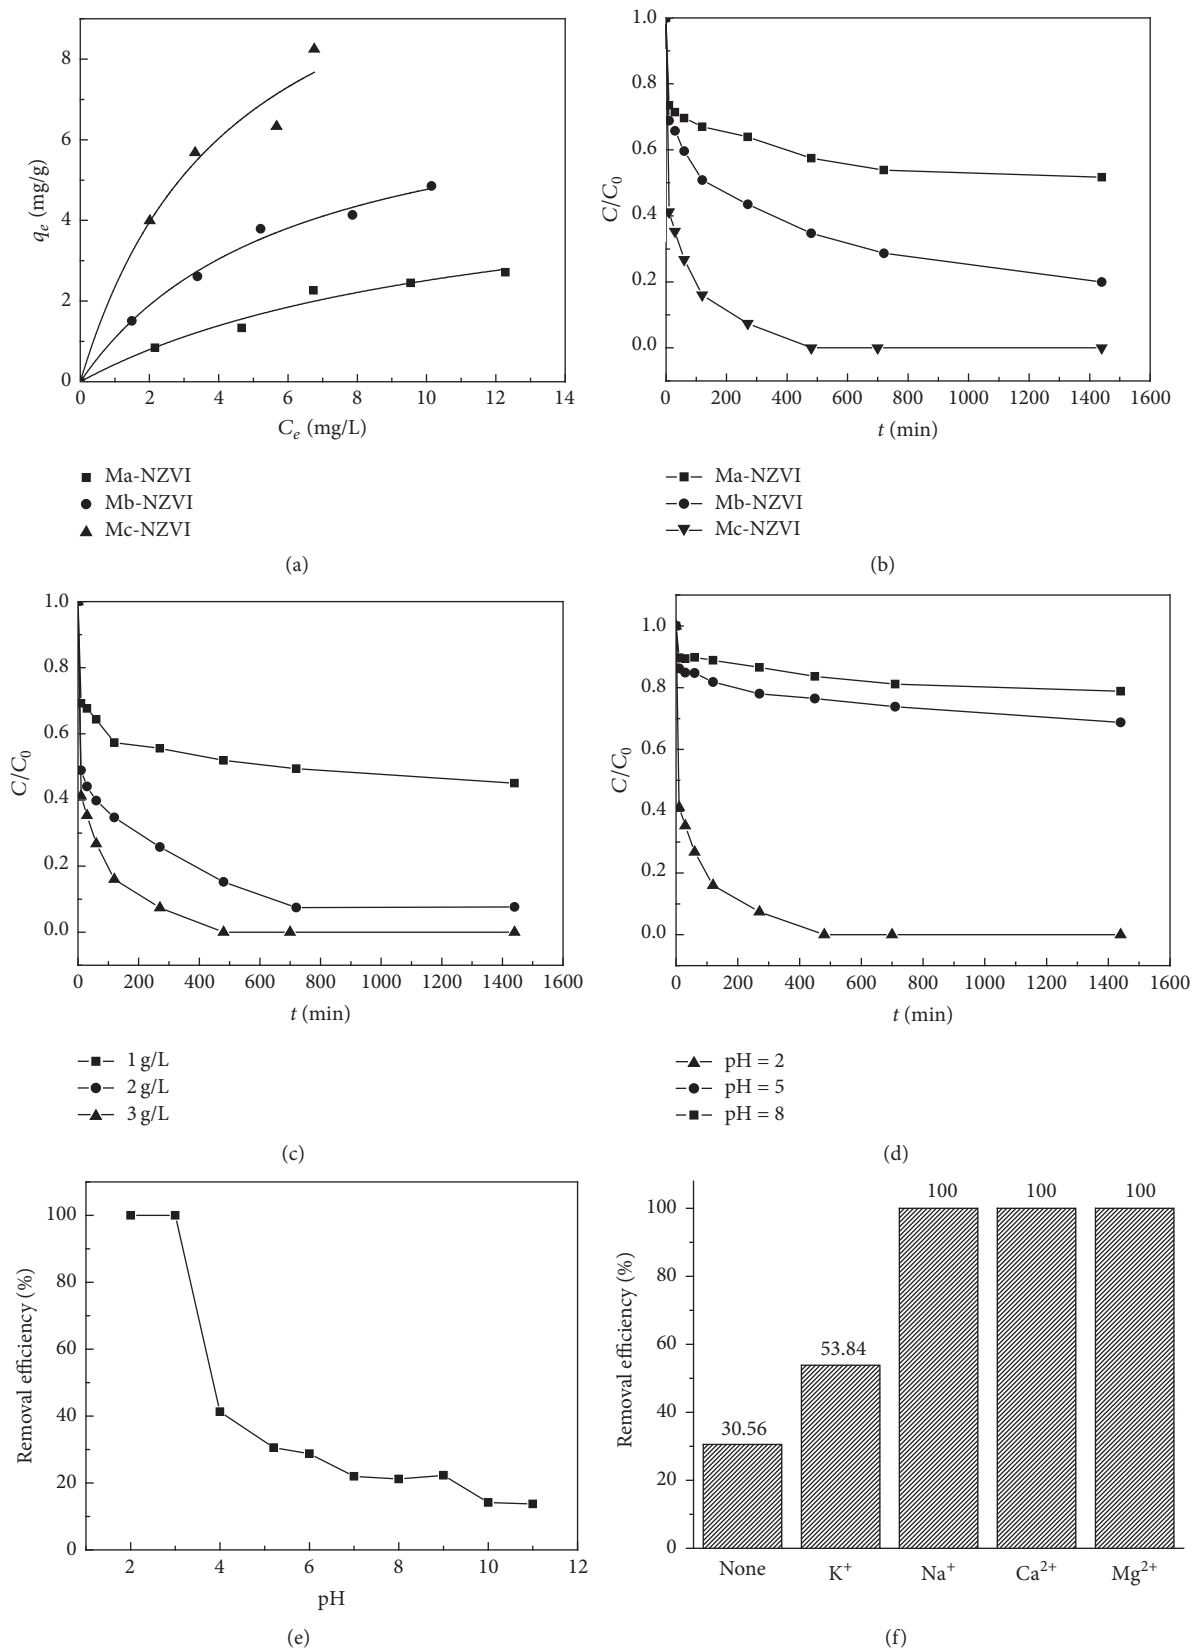 8
6
4
2
0
q_e (mg/g)
0 2 4 6 8 10 12 14
C_e (mg/L)
Ma-NZVI
Mb-NZVI
Mc-NZVI
(a)
1.0
0.8
0.6
0.4
0.2
0.0
C/C_0
0 200 400 600 800 1000 1200 1400 1600
t (min)
Ma-NZVI
Mb-NZVI
Mc-NZVI
(b)
1.0
0.8
0.6
0.4
0.2
0.0
C/C_0
0 200 400 600 800 1000 1200 1400 1600
t (min)
1 g/L
2 g/L
3 g/L
(c)
1.0
0.8
0.6
0.4
0.2
0.0
C/C_0
0 200 400 600 800 1000 1200 1400 1600
t (min)
pH = 2
pH = 5
pH = 8
(d)
100
80
60
40
20
0
Removal efficiency (%)
2 4 6 8 10 12
pH
(e)
100
80
60
40
20
0
Removal efficiency (%)
30.56
53.84
100 100 100
None K⁺ Na⁺ Ca²⁺ Mg²⁺
(f)